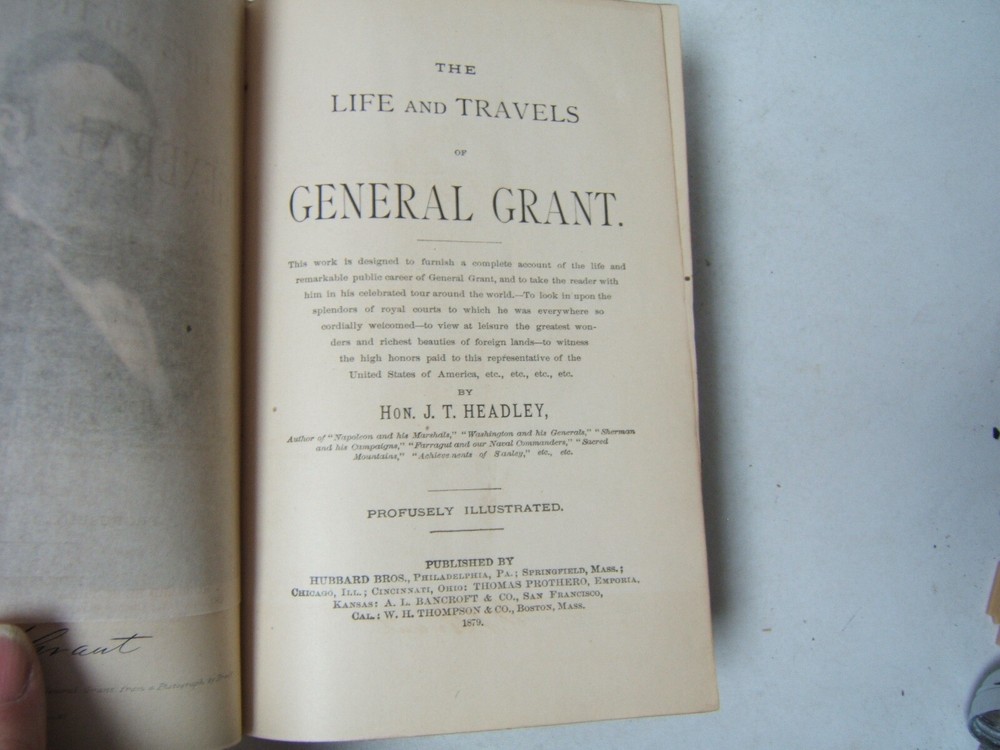 THE
LIFE AND TRAVELS
OF
GENERAL GRANT.
This work is designed to furnish a complete account of the life and
remarkable public career of General Grant, and to take the reader with
him in his celebrated tour around the world.—To look in upon the
splendors of royal courts to which he was everywhere so
cordially welcomed—to view at leisure the greatest won-
ders and richest beauties of foreign lands—to witness
the high honors paid to this representative of the
United States of America, etc., etc., etc., etc.
BY
HON. J. T. HEADLEY,
Author of "Napoleon and his Marshals," "Washington and his Generals," "Sherman
and his Campaigns," "Farragut and our Naval Commanders," "Sacred
Mountains," "Achievements of Stanley," etc., etc.
PROFUSELY ILLUSTRATED.
PUBLISHED BY
HUBBARD BROS., PHILADELPHIA, PA.; SPRINGFIELD, MASS.;
CHICAGO, ILL.; CINCINNATI, OHIO: THOMAS PROTHERO, EMPORIA,
KANSAS: A. L. BANCROFT & CO., SAN FRANCISCO,
CAL.: W. H. THOMPSON & CO., BOSTON, MASS.
1879.
Grant
General Grant from a Photograph